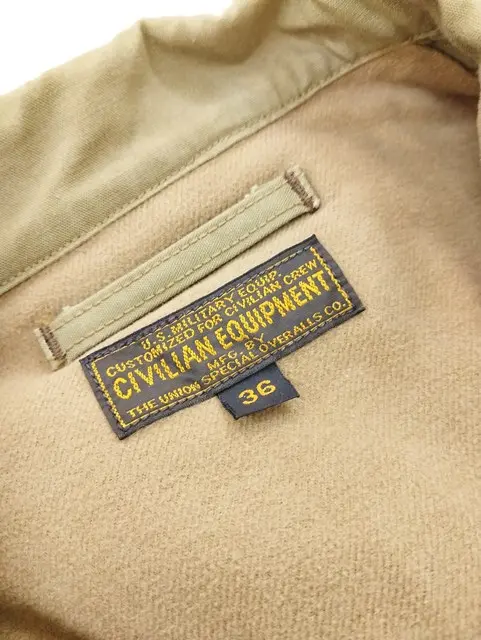 U.S. MILITARY EQUIP.
CUSTOMIZED FOR CIVILIAN CREW
CIVILIAN EQUIPMENT
MFG BY
THE UNION SPECIAL OVERALLS CO.
36